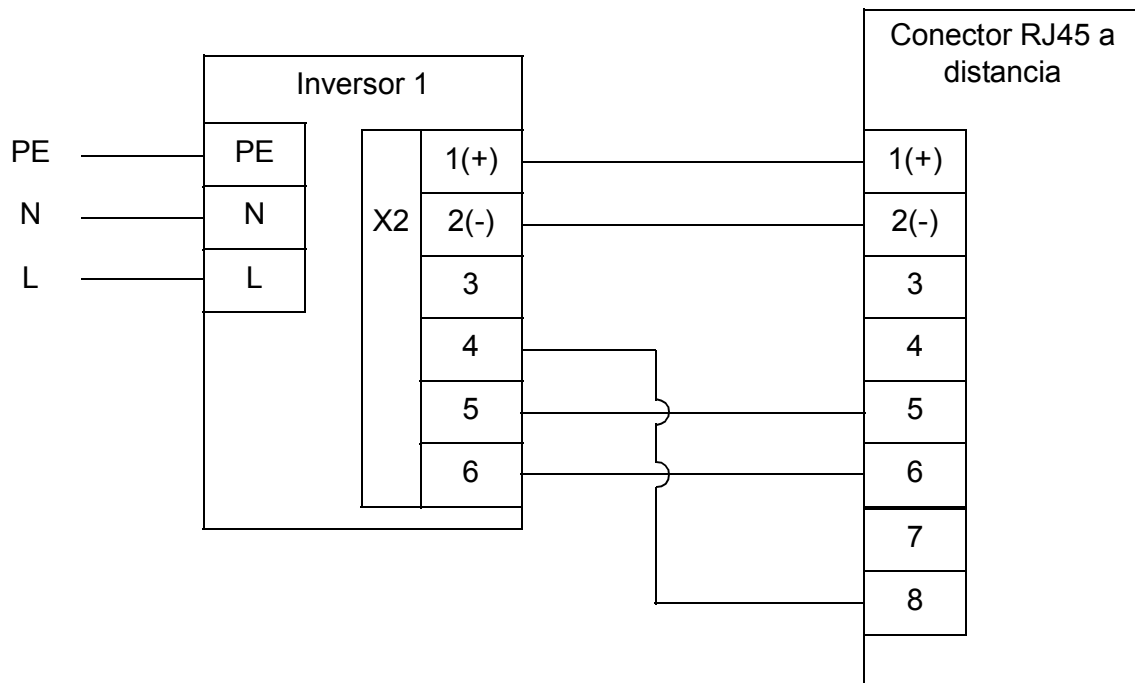 Conector RJ45 a
distancia
Inversor 1
PE PE 1(+) 1(+)
N N X2 2(-) 2(-)
L L 3 3
4 4
5 5
6 6
7
8